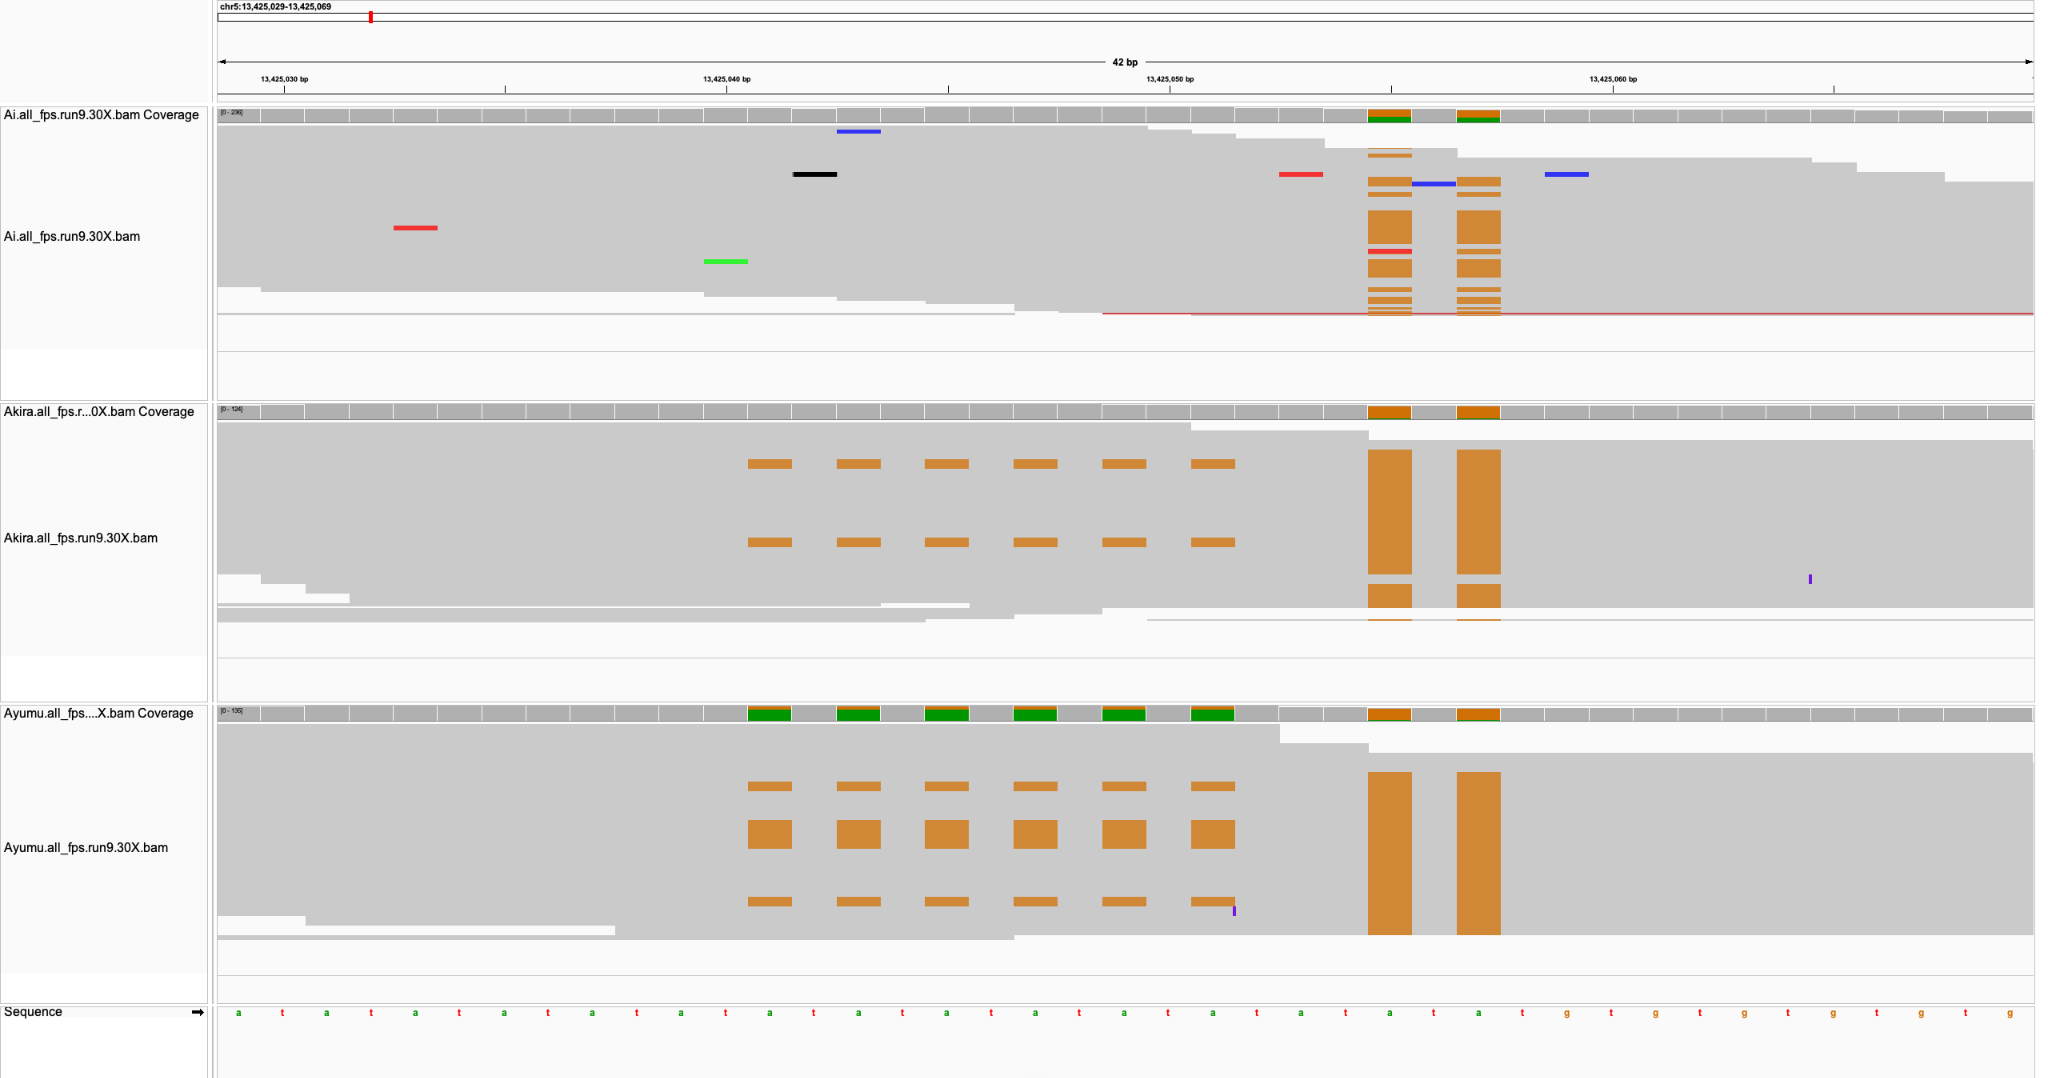 chr5:13,425,029-13,425,069
42 bp
13,425,030 bp 13,425,040 bp 13,425,050 bp 13,425,060 bp
Ai.all_fps.run9.30X.bam Coverage [0 - 236]
Ai.all_fps.run9.30X.bam
Akira.all_fps.r...0X.bam Coverage [0 - 124]
Akira.all_fps.run9.30X.bam
Ayumu.all_fps....X.bam Coverage [0 - 135]
Ayumu.all_fps.run9.30X.bam
Sequence a t a t a t a t a t a t a t a t a t a t a t a t a t a t a t g t g t g t g t g t g